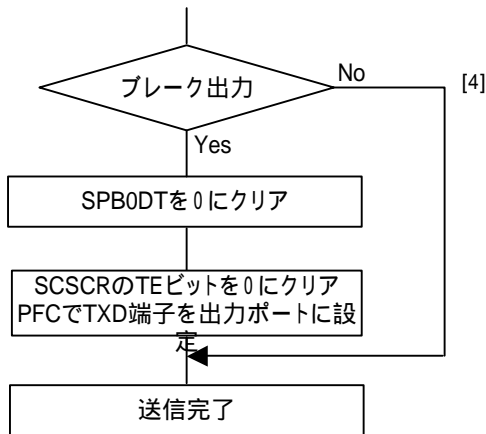 ブレーク出力
No
[4]
Yes
SPB0DTを0にクリア
SCSCRのTEビットを0にクリア
PFCでTXD端子を出力ポートに設
定
送信完了